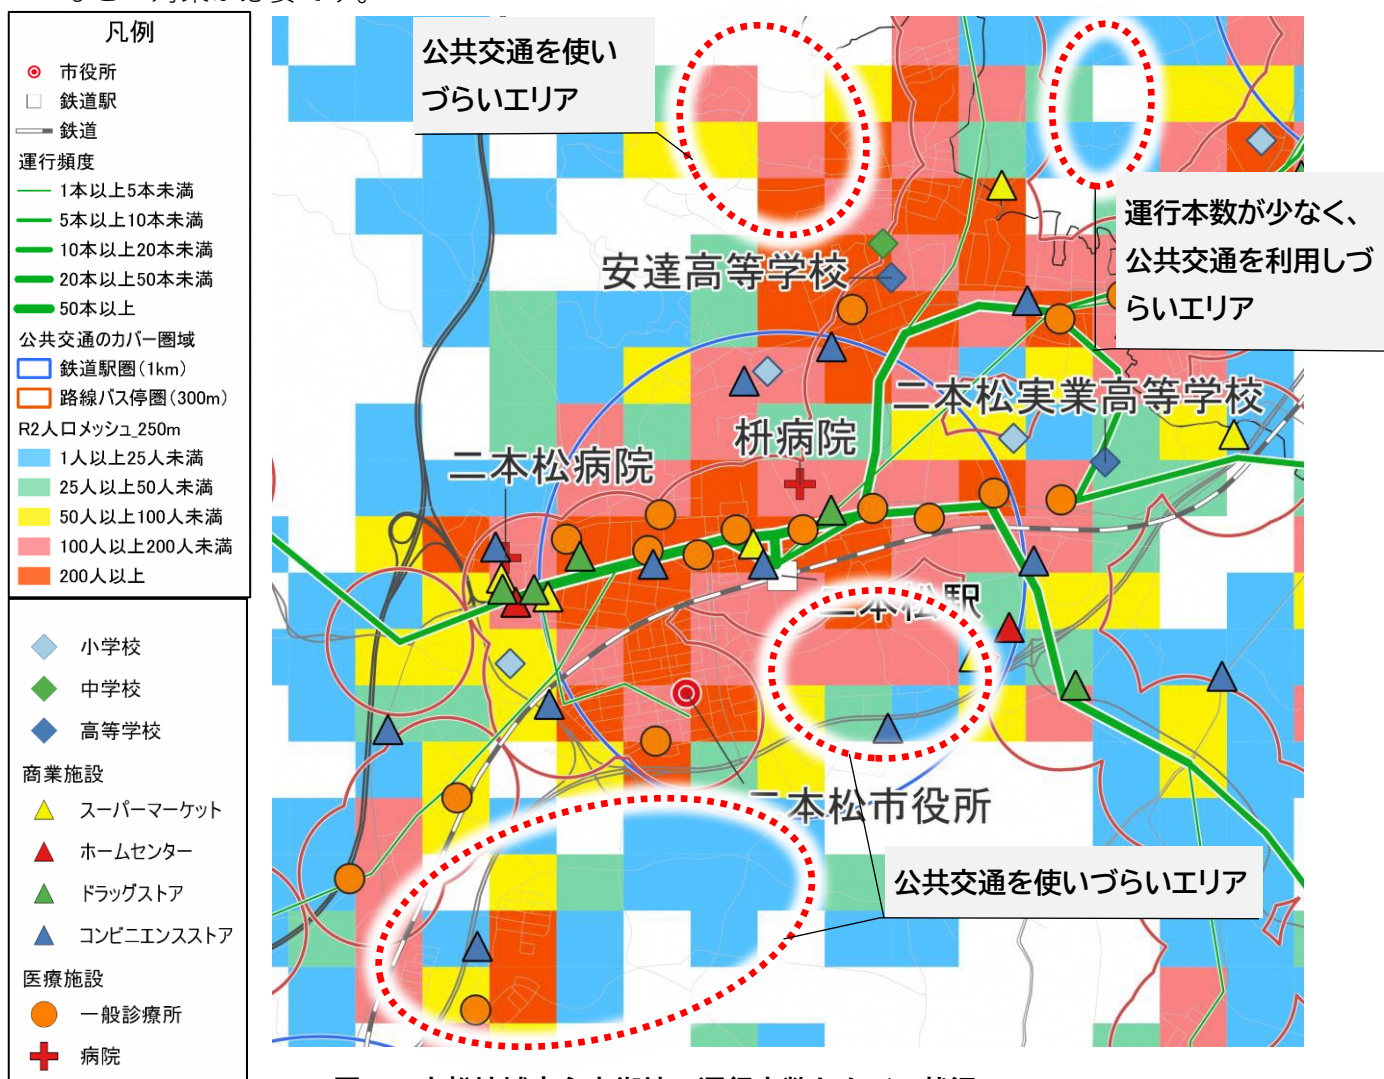 凡例
市役所
鉄道駅
鉄道
運行頻度
1本以上5本未満
5本以上10本未満
10本以上20本未満
20本以上50本未満
50本以上
公共交通のカバー圏域
鉄道駅圏(1km)
路線バス停圏(300m)
R2人口メッシュ_250m
1人以上25人未満
25人以上50人未満
50人以上100人未満
100人以上200人未満
200人以上
小学校
中学校
高等学校
商業施設
スーパーマーケット
ホームセンター
ドラッグストア
コンビニエンスストア
医療施設
一般診療所
病院
公共交通を使い
づらいエリア
運行本数が少なく、
公共交通を利用しづ
らいエリア
安達高等学校
二本松実業高等学校
枡病院
二本松病院
二本松駅
二本松市役所
公共交通を使いづらいエリア